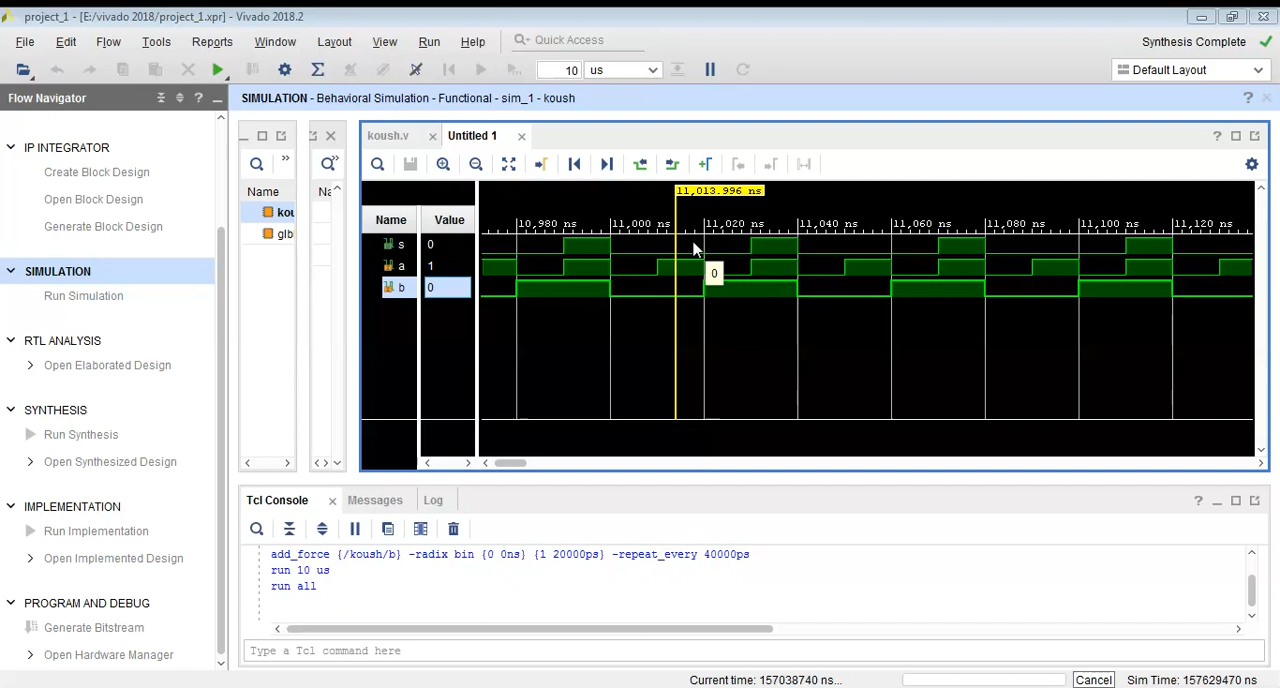 project_1 - [E:/vivado 2018/project_1.xpr] - Vivado 2018.2
File Edit Flow Tools Reports Window Layout View Run Help Quick Access Synthesis Complete
10 us Default Layout
Flow Navigator ?
SIMULATION - Behavioral Simulation - Functional - sim_1 - koush ?
IP INTEGRATOR
Create Block Design
Open Block Design
Generate Block Design
SIMULATION
Run Simulation
RTL ANALYSIS
Open Elaborated Design
SYNTHESIS
Run Synthesis
Open Synthesized Design
IMPLEMENTATION
Run Implementation
Open Implemented Design
PROGRAM AND DEBUG
Generate Bitstream
Open Hardware Manager
Name Na
kou
glb
koush.v Untitled 1 ?
11,013.996 ns
Name Value
10,980 ns 11,000 ns 11,020 ns 11,040 ns 11,060 ns 11,080 ns 11,100 ns 11,120 ns
s 0
a 1
b 0
0
Tcl Console Messages Log ?
add_force {/koush/b} -radix bin {0 0ns} {1 20000ps} -repeat_every 40000ps
run 10 us
run all
Type a Tcl command here
Current time: 157038740 ns... Cancel Sim Time: 157629470 ns